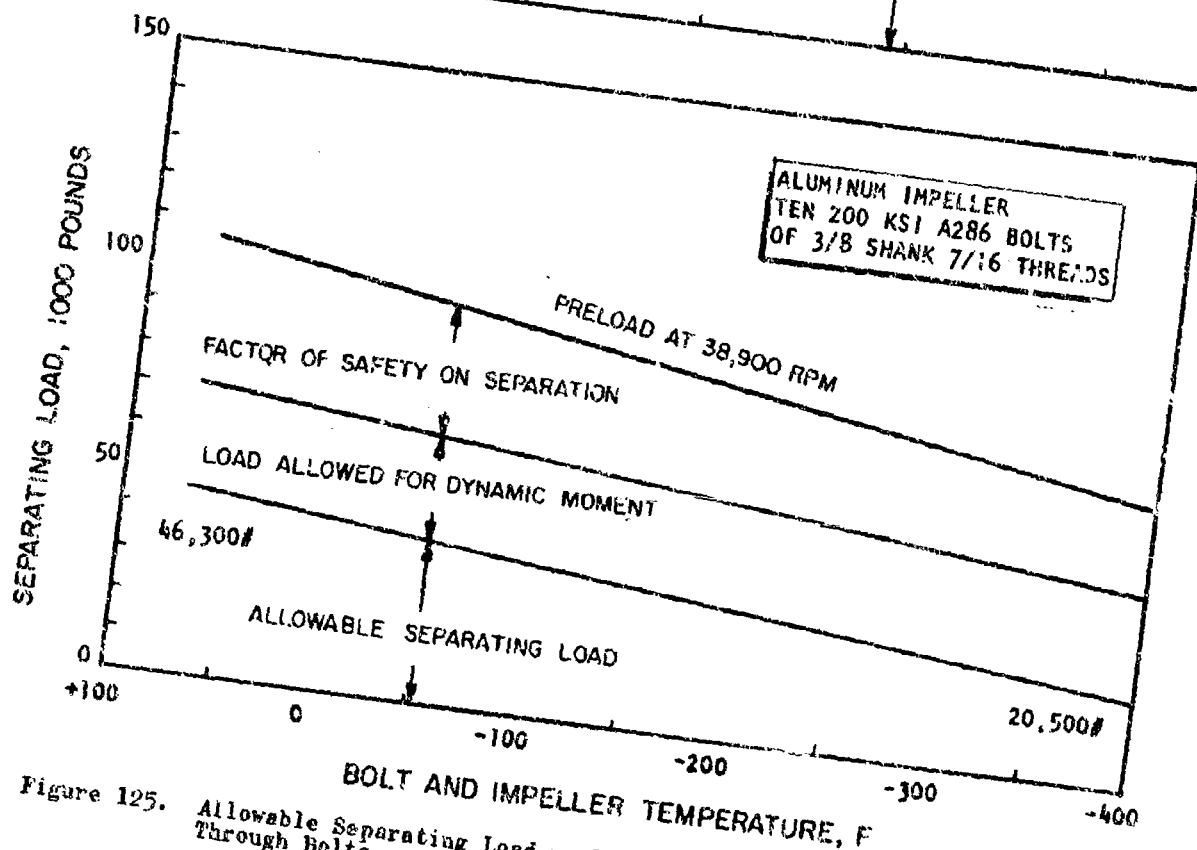 150
100
50
0
SEPARATING LOAD, 1000 POUNDS
ALUMINUM IMPELLER
TEN 200 KSI A286 BOLTS
OF 3/8 SHANK 7/16 THREADS
PRELOAD AT 38,900 RPM
FACTOR OF SAFETY ON SEPARATION
LOAD ALLOWED FOR DYNAMIC MOMENT
46,300#
ALLOWABLE SEPARATING LOAD
20,500#
+100
0
-100
-200
-300
-400
BOLT AND IMPELLER TEMPERATURE, F
Figure 125. Allowable Separating Load
Through